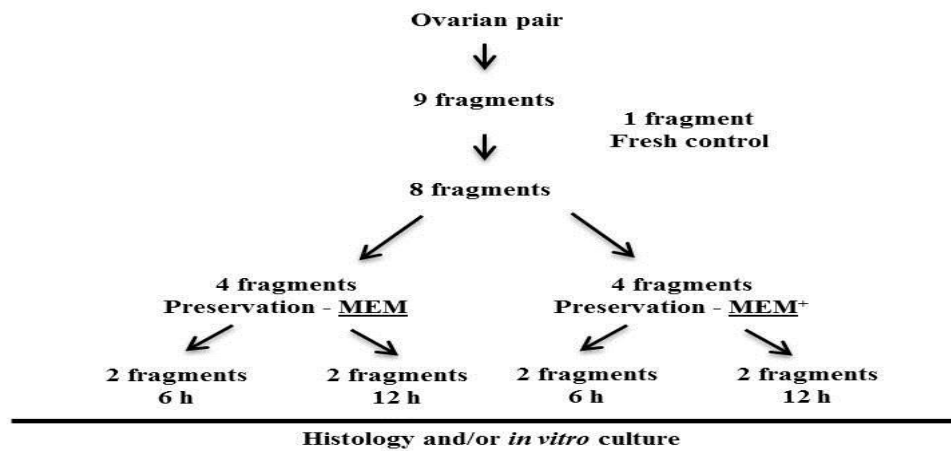 Ovarian pair
9 fragments
1 fragment
Fresh control
8 fragments
4 fragments
Preservation - MEM
4 fragments
Preservation - MEM⁺
2 fragments
6 h
2 fragments
12 h
2 fragments
6 h
2 fragments
12 h
Histology and/or in vitro culture